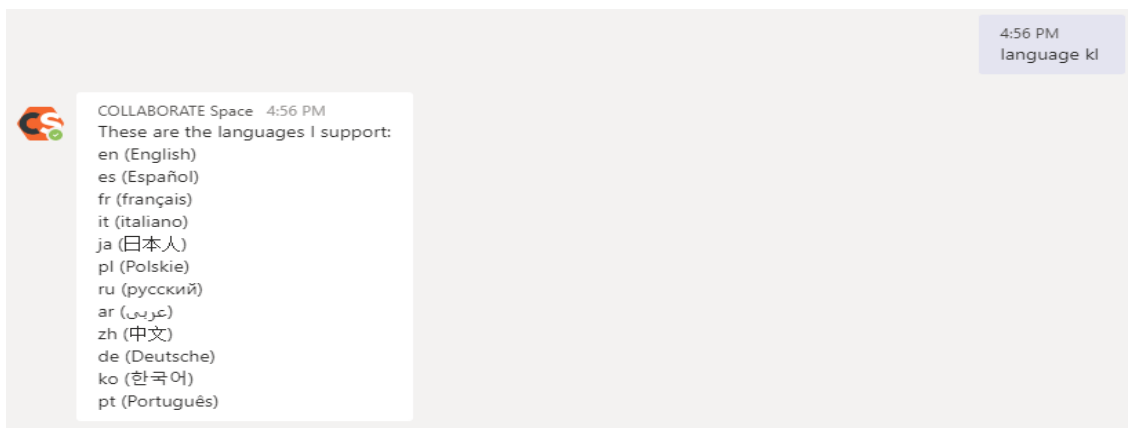 4:56 PM
language kl
COLLABORATE Space 4:56 PM
These are the languages I support:
en (English)
es (Español)
fr (français)
it (italiano)
ja (日本人)
pl (Polskie)
ru (русский)
ar (عربى)
zh (中文)
de (Deutsche)
ko (한국어)
pt (Português)
CS